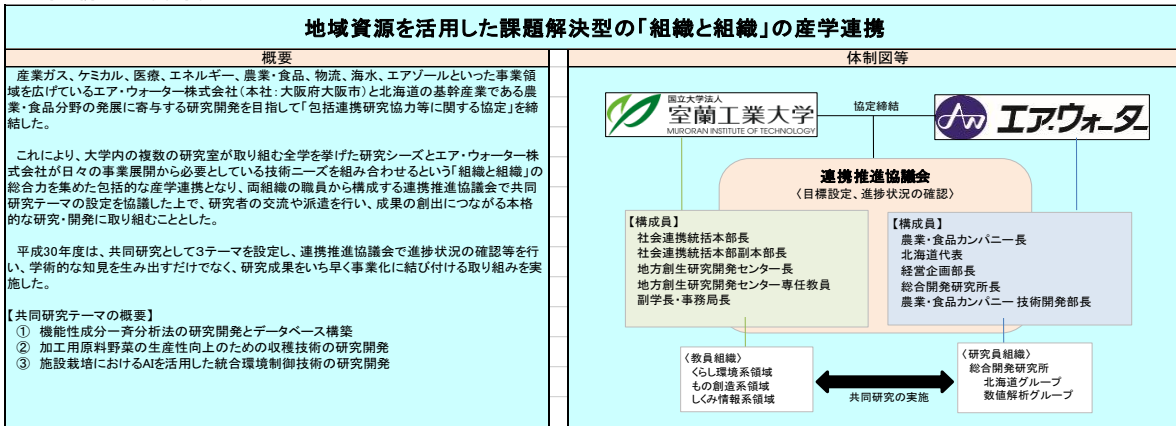 地域資源を活用した課題解決型の「組織と組織」の産学連携
概要
産業ガス、ケミカル、医療、エネルギー、農業・食品、物流、海水、エアゾールといった事業領
域を広げているエア・ウォーター株式会社(本社:大阪府大阪市)と北海道の基幹産業である農
業・食品分野の発展に寄与する研究開発を目指して「包括連携研究協力等に関する協定」を締
結した。
これにより、大学内の複数の研究室が取り組む全学を挙げた研究シーズとエア・ウォーター株
式会社が日々の事業展開から必要としている技術ニーズを組み合わせるという「組織と組織」の
総合力を集めた包括的な産学連携となり、両組織の職員から構成する連携推進協議会で共同
研究テーマの設定を協議した上で、研究者の交流や派遣を行い、成果の創出につながる本格
的な研究・開発に取り組むこととした。
平成30年度は、共同研究として3テーマを設定し、連携推進協議会で進捗状況の確認等を行
い、学術的な知見を生み出すだけでなく、研究成果をいち早く事業化に結び付ける取り組みを実
施した。
【共同研究テーマの概要】
① 機能性成分一斉分析法の研究開発とデータベース構築
② 加工用原料野菜の生産性向上のための収穫技術の研究開発
③ 施設栽培におけるAIを活用した統合環境制御技術の研究開発
体制図等
国立大学法人
室蘭工業大学
MURORAN INSTITUTE OF TECHNOLOGY
協定締結
AW エア・ウォーター
連携推進協議会
〈目標設定、進捗状況の確認〉
【構成員】
社会連携統括本部長
社会連携統括本部副本部長
地方創生研究開発センター長
地方創生研究開発センター専任教員
副学長・事務局長
【構成員】
農業・食品カンパニー長
北海道代表
経営企画部長
総合開発研究所長
農業・食品カンパニー 技術開発部長
〈教員組織〉
くらし環境系領域
もの創造系領域
しくみ情報系領域
共同研究の実施
〈研究員組織〉
総合開発研究所
北海道グループ
数値解析グループ